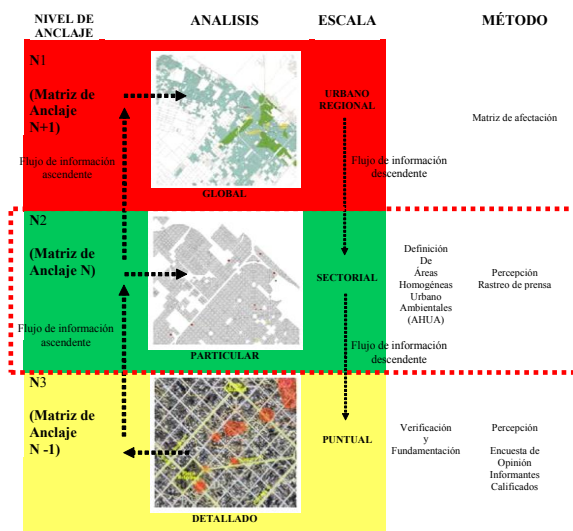 NIVEL DE
ANCLAJE
ANALISIS
ESCALA
MÉTODO
N1
(Matriz de
Anclaje
N+1)
Flujo de información
ascendente
GLOBAL
URBANO
REGIONAL
Flujo de información
descendente
Matriz de afectación
N2
(Matriz de
Anclaje N)
Flujo de información
ascendente
PARTICULAR
SECTORIAL
Flujo de información
descendente
Definición
De
Áreas
Homogéneas
Urbano
Ambientales
(AHUA)
Percepción
Rastreo de prensa
N3
(Matriz de
Anclaje
N -1)
DETALLADO
PUNTUAL
Verificación
y
Fundamentación
Percepción
Encuesta de
Opinión
Informantes
Calificados